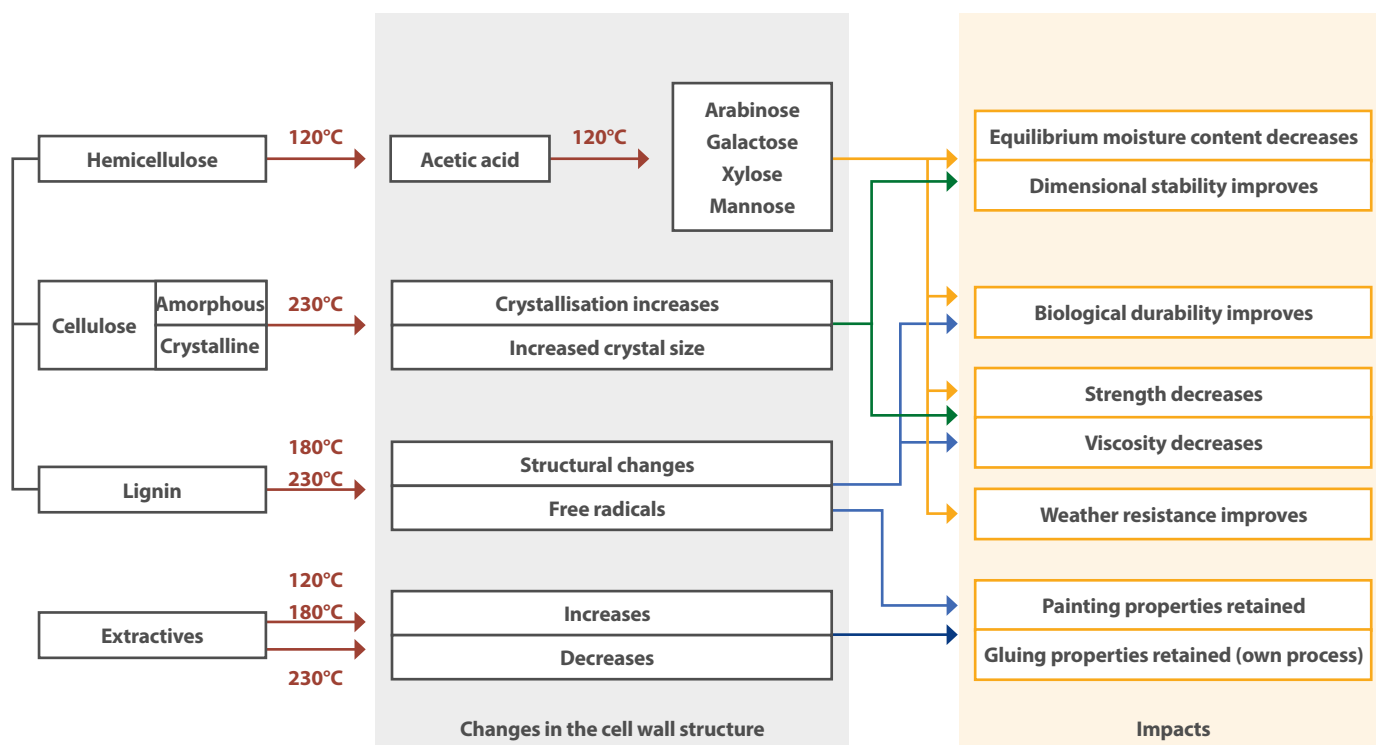 Hemicellulose
120°C
Acetic acid
120°C
Arabinose
Galactose
Xylose
Mannose
Equilibrium moisture content decreases
Dimensional stability improves
Cellulose
Amorphous
Crystalline
230°C
Crystallisation increases
Increased crystal size
Biological durability improves
Strength decreases
Viscosity decreases
Lignin
180°C
230°C
Structural changes
Free radicals
Weather resistance improves
Extractives
120°C
180°C
230°C
Increases
Decreases
Painting properties retained
Gluing properties retained (own process)
Changes in the cell wall structure
Impacts